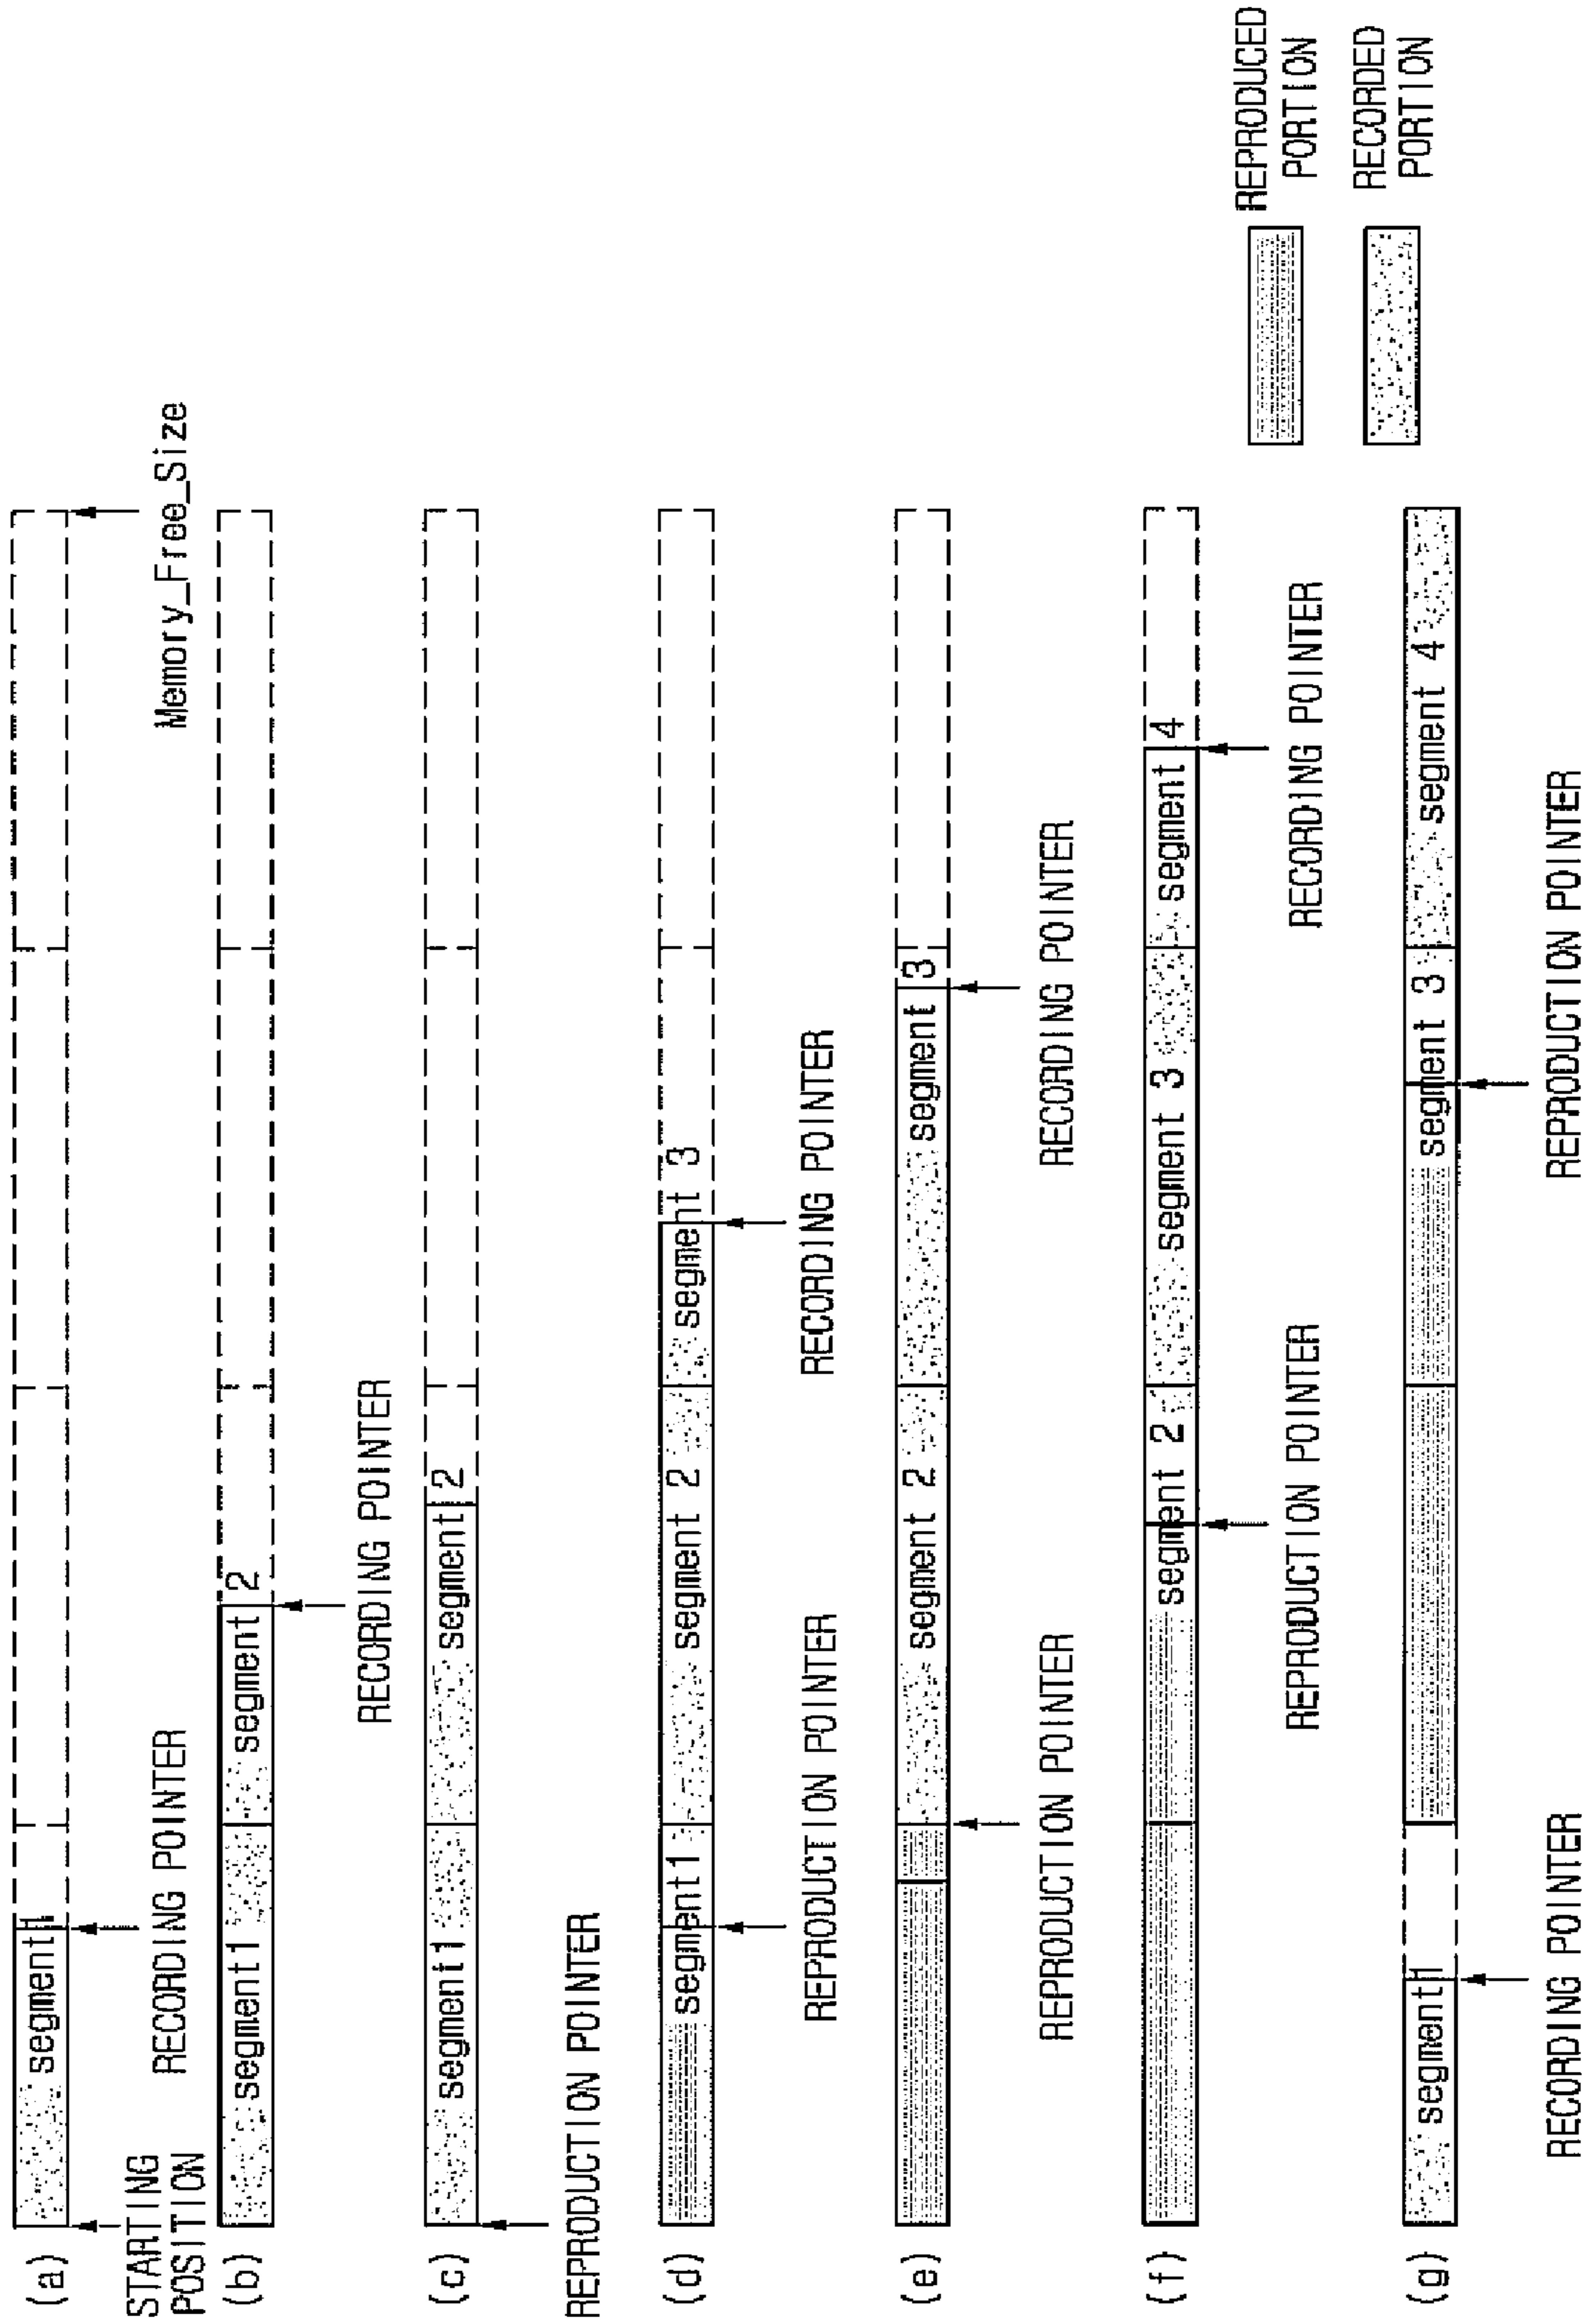 (a)
segment1
STARTING
POSITION
RECORDING POINTER
Memory_Free_Size
(b)
segment1
segment 2
RECORDING POINTER
(c)
segment1
segment 2
REPRODUCTION POINTER
(d)
segment1
segment 2
segment 3
REPRODUCTION POINTER
RECORDING POINTER
(e)
segment 2
segment 3
REPRODUCTION POINTER
RECORDING POINTER
(f)
segment 2
segment 3
segment 4
REPRODUCTION POINTER
RECORDING POINTER
(g)
segment1
segment 3
segment 4
RECORDING POINTER
REPRODUCTION POINTER
REPRODUCED
PORTION
RECORDED
PORTION